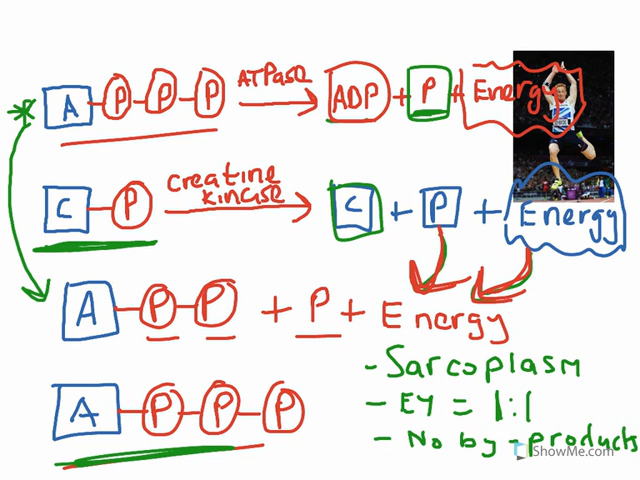 A P P P ATPase ADP + P + Energy
C P Creatine Kinase C + P + Energy
A P P + P + Energy
- Sarcoplasm
A P P P
- EY = 1:1
- No by-products
ShowMe.com